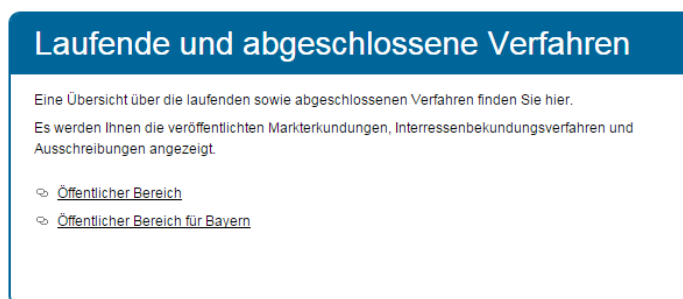 Laufende und abgeschlossene Verfahren
Eine Übersicht über die laufenden sowie abgeschlossenen Verfahren finden Sie hier.
Es werden Ihnen die veröffentlichten Markterkundungen, Interressenbekundungsverfahren und
Ausschreibungen angezeigt.
Öffentlicher Bereich
Öffentlicher Bereich für Bayern